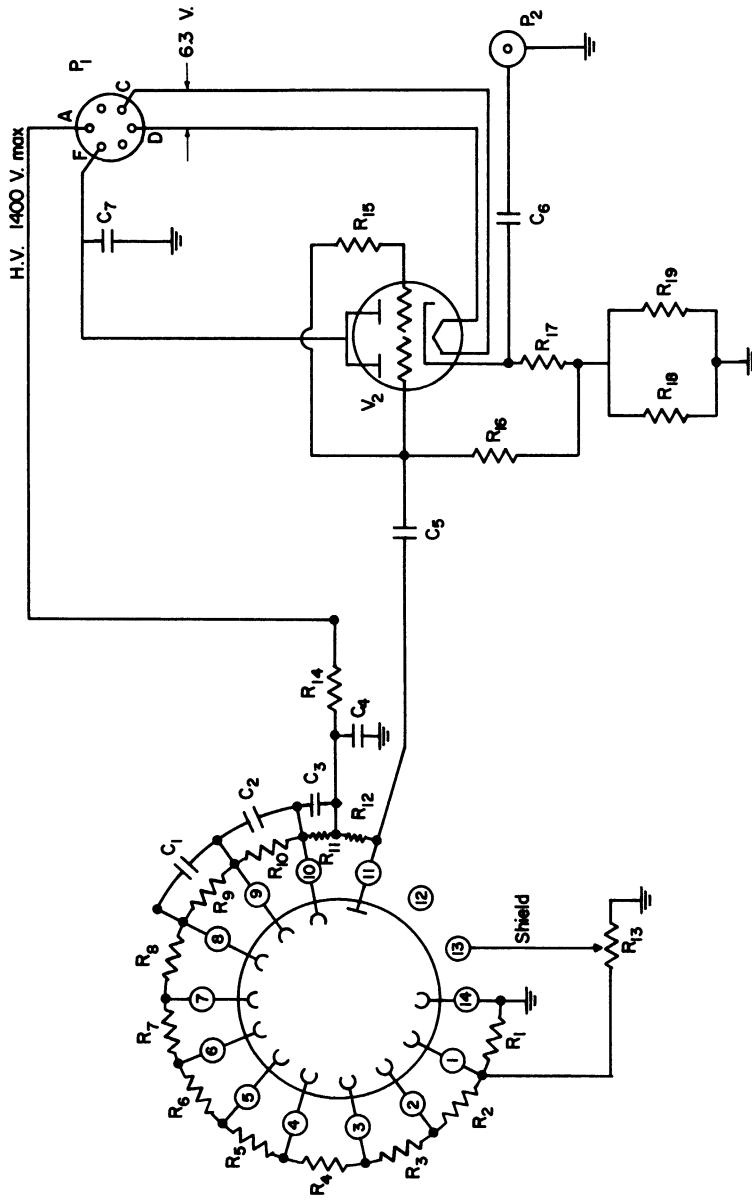 H.V. 1400 V. max
P1
A
F
C
D
6.3 V.
C7
P2
R15
V2
C6
R17
R16
R19
R18
C5
R14
C4
C3
C2
C1
R12
R11
R10
R9
R8
R7
R6
R5
R4
R3
R2
R1
R13
Shield
1
2
3
4
5
6
7
8
9
10
11
12
13
14